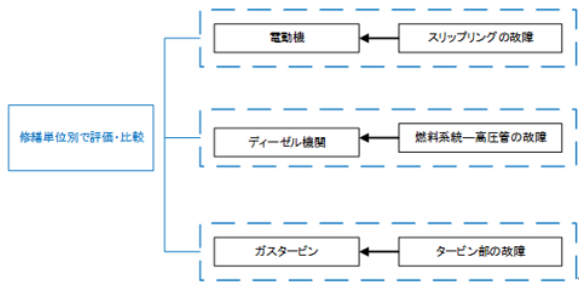 電動機
スリップリングの故障
修繕単位別で評価・比較
ディーゼル機関
燃料系統―高圧管の故障
ガスタービン
タービン部の故障